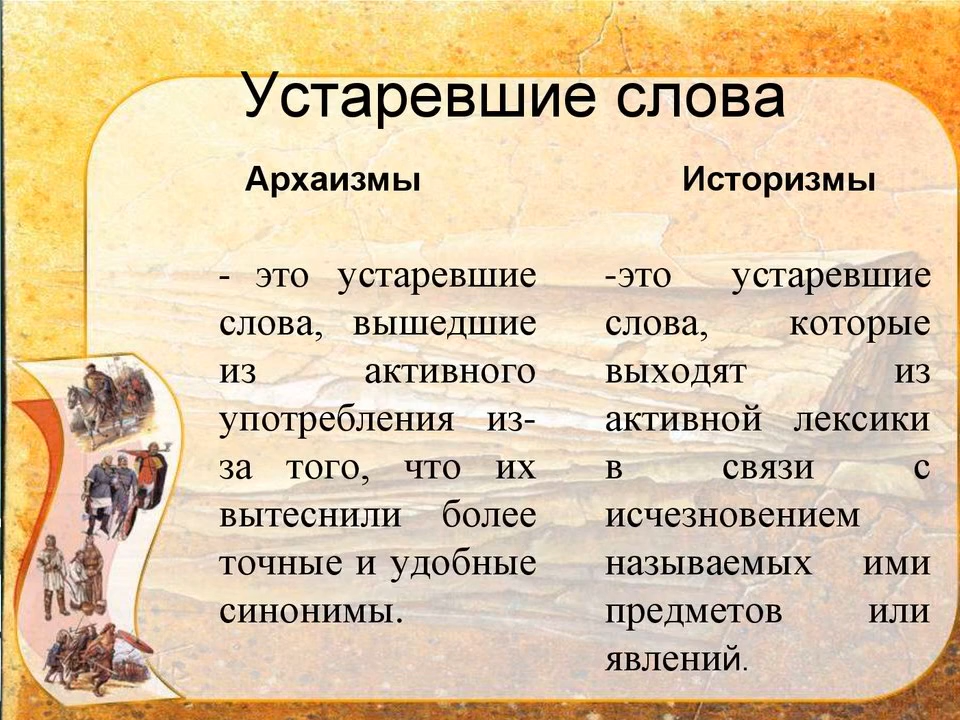 Устаревшие слова
Архаизмы
- это устаревшие
слова, вышедшие
из активного
употребления из-
за того, что их
вытеснили более
точные и удобные
синонимы.
Историзмы
-это устаревшие
слова, которые
выходят из
активной лексики
в связи с
исчезновением
называемых ими
предметов или
явлений.